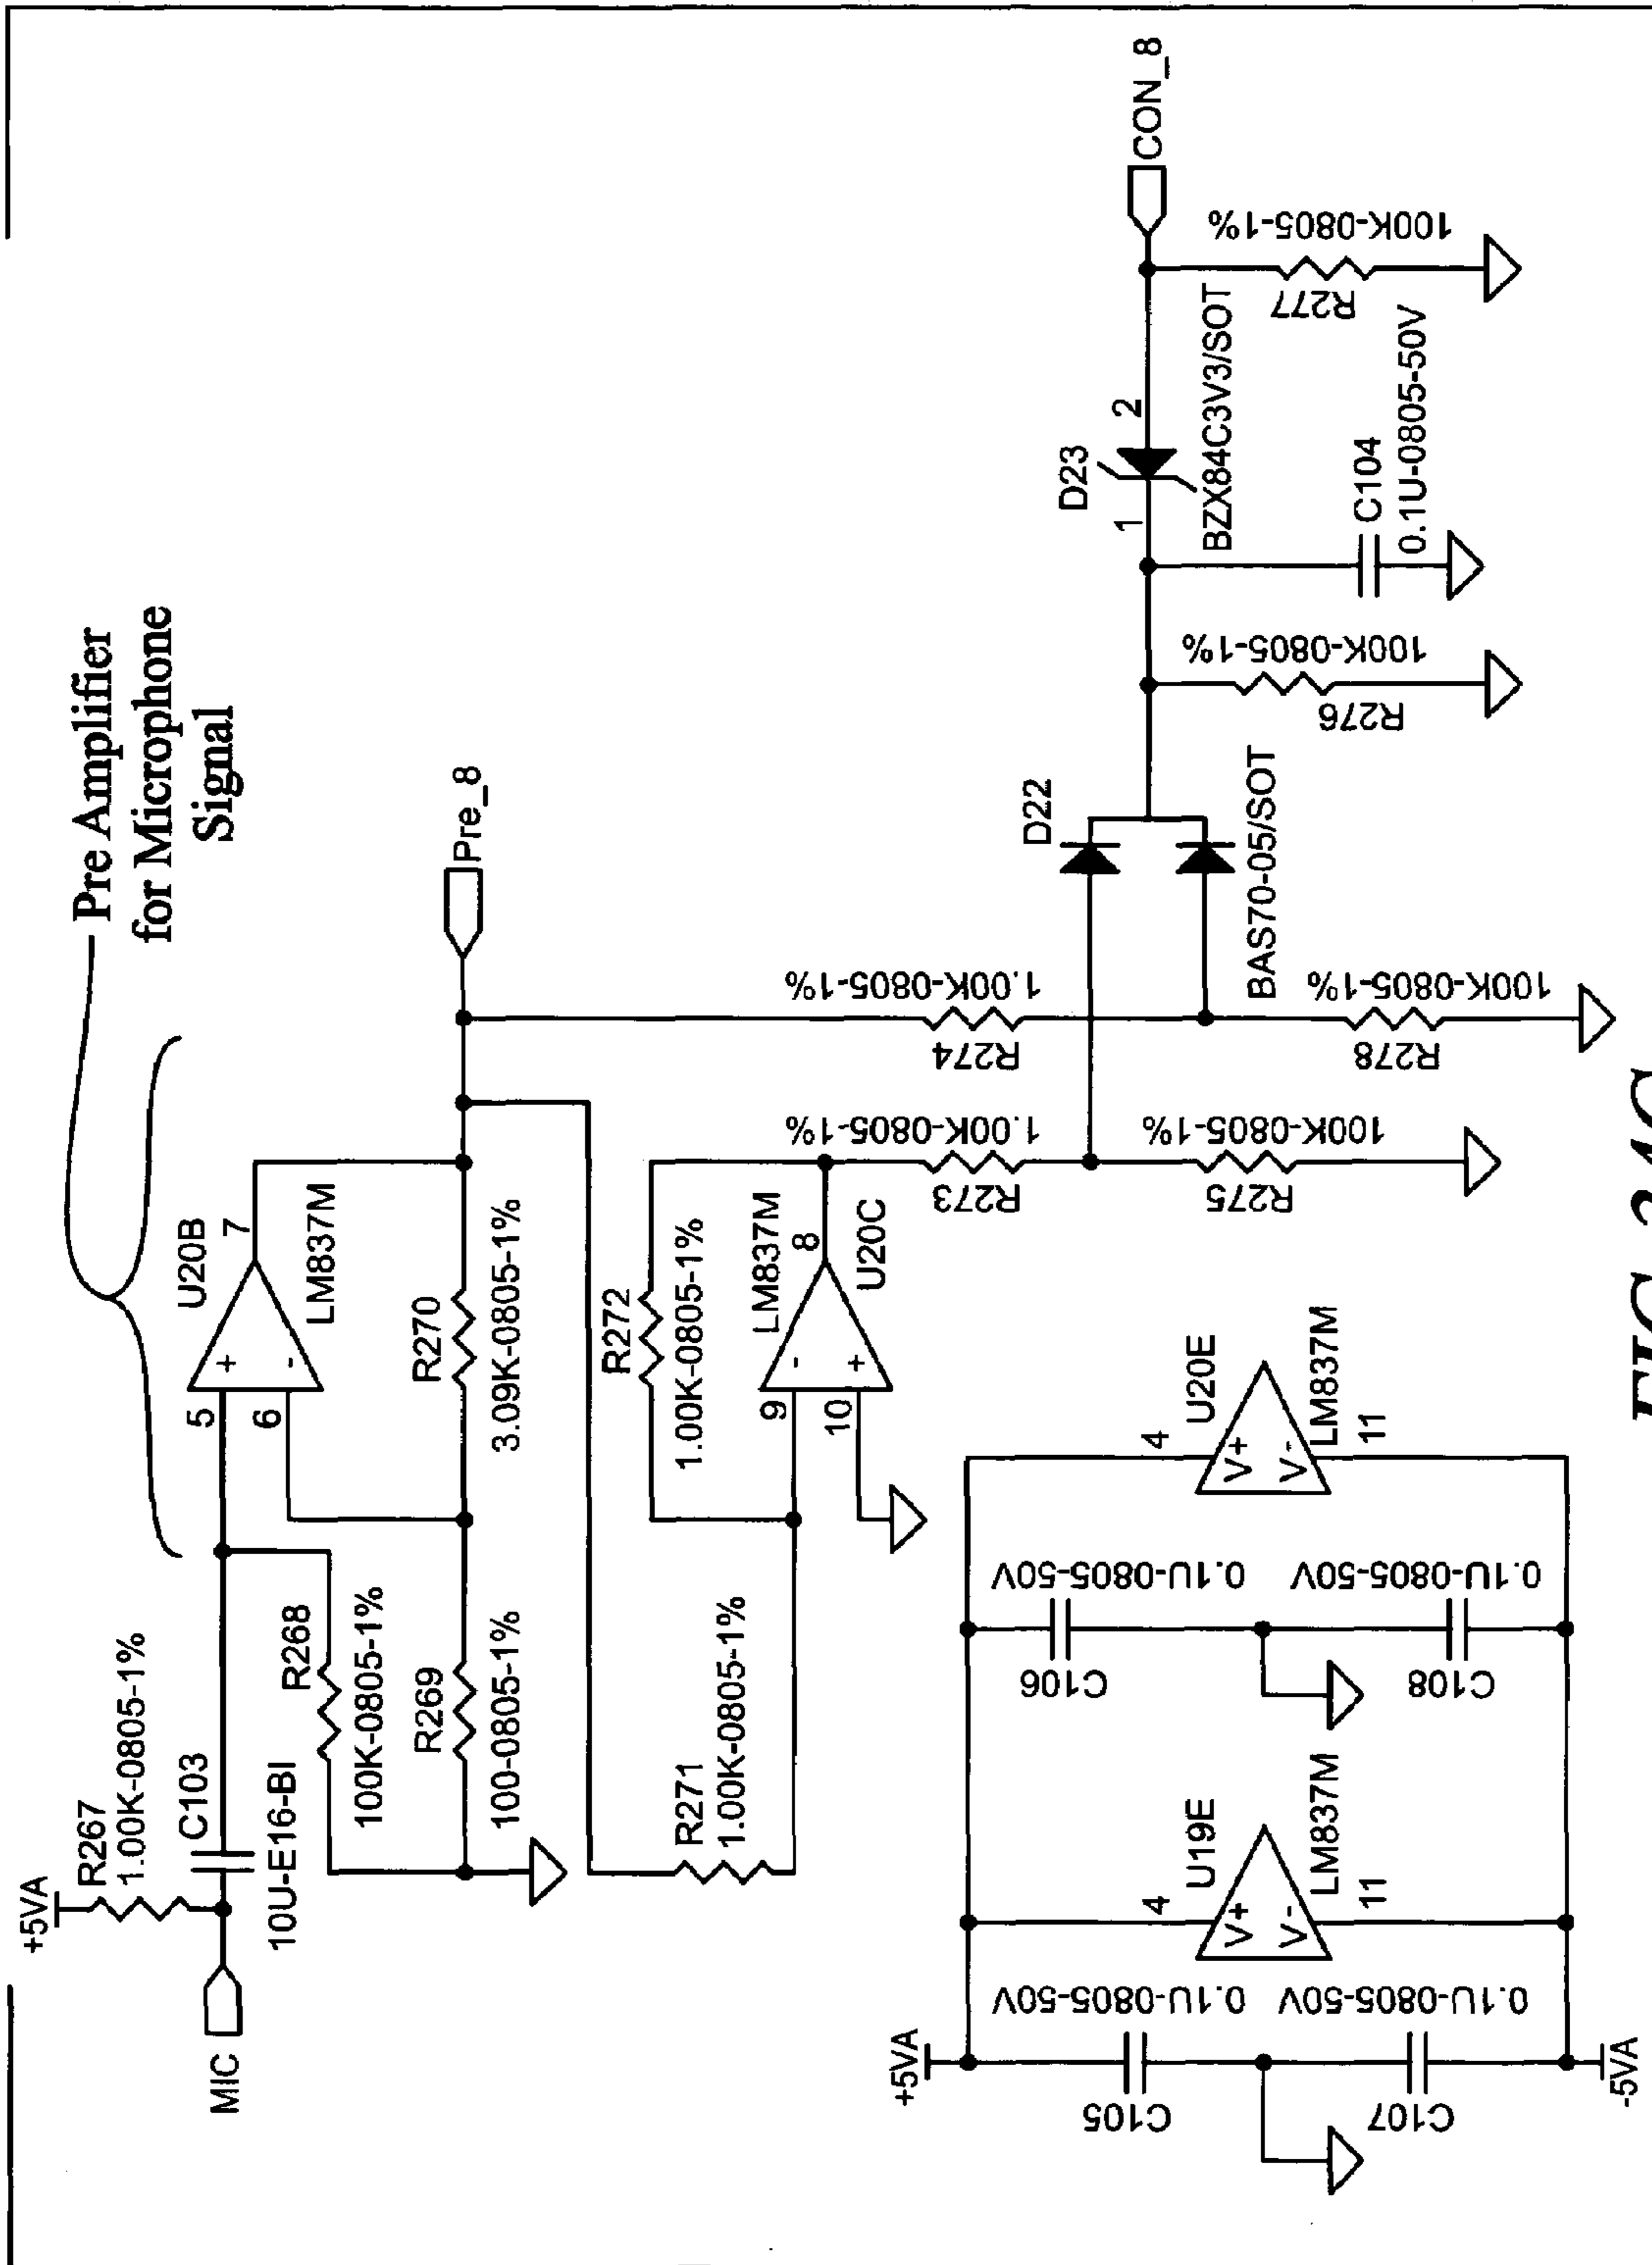 Pre Amplifier
for Microphone
Signal
+5VA
R267
1.00K-0805-1%
MIC
C103
10U-E16-BI
R268
100K-0805-1%
R269
100-0805-1%
5
6
+
-
U20B
7
LM837M
R270
3.09K-0805-1%
Pre_8
R271
1.00K-0805-1%
R272
1.00K-0805-1%
9
10
-
+
LM837M
8
U20C
R273
1.00K-0805-1%
R274
1.00K-0805-1%
R275
100K-0805-1%
R278
100K-0805-1%
D22
BAS70-05/SOT
R276
100K-0805-1%
C104
0.1U-0805-50V
D23
1
2
BZX84C3V3/SOT
R277
100K-0805-1%
CON_8
+5VA
C105
0.1U-0805-50V
C107
0.1U-0805-50V
-5VA
U19E
4
V+
V-
11
LM837M
C106
0.1U-0805-50V
C108
0.1U-0805-50V
U20E
4
V+
V-
11
LM837M